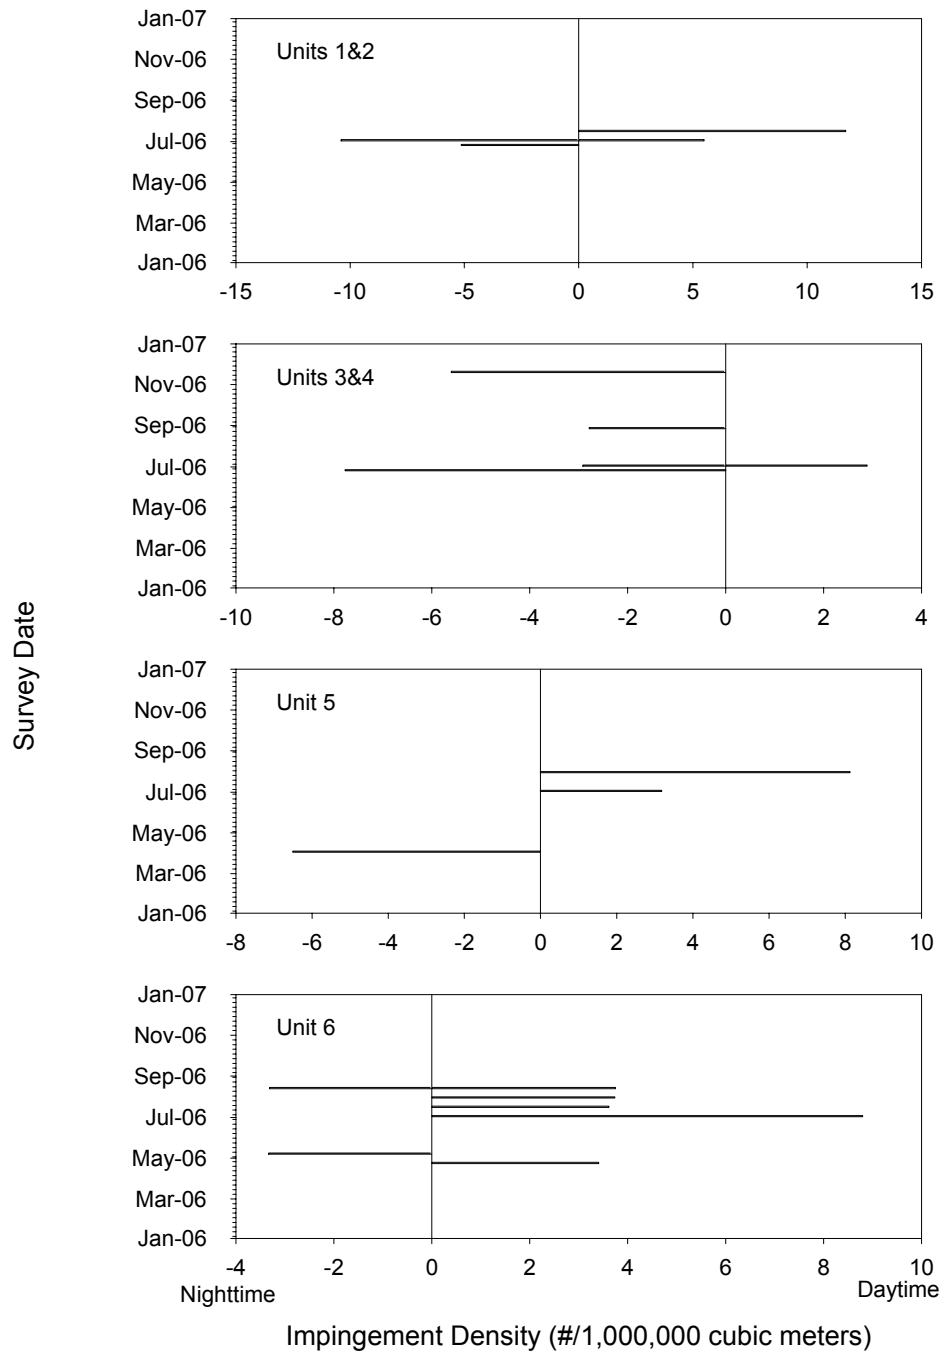 Survey Date
Jan-07
Nov-06
Sep-06
Jul-06
May-06
Mar-06
Jan-06
Units 1&2
-15 -10 -5 0 5 10 15
Jan-07
Nov-06
Sep-06
Jul-06
May-06
Mar-06
Jan-06
Units 3&4
-10 -8 -6 -4 -2 0 2 4
Jan-07
Nov-06
Sep-06
Jul-06
May-06
Mar-06
Jan-06
Unit 5
-8 -6 -4 -2 0 2 4 6 8 10
Jan-07
Nov-06
Sep-06
Jul-06
May-06
Mar-06
Jan-06
Unit 6
-4 -2 0 2 4 6 8 10
Nighttime Daytime
Impingement Density (#/1,000,000 cubic meters)